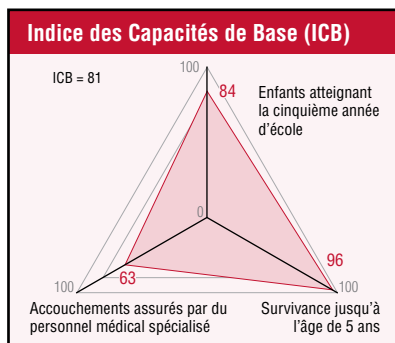 Indice des Capacités de Base (ICB)
ICB = 81
100
84
Enfants atteignant
la cinquième année
d'école
0
96
63
100
100
Accouchements assurés par du
personnel médical spécialisé
Survivance jusqu'à
l'âge de 5 ans